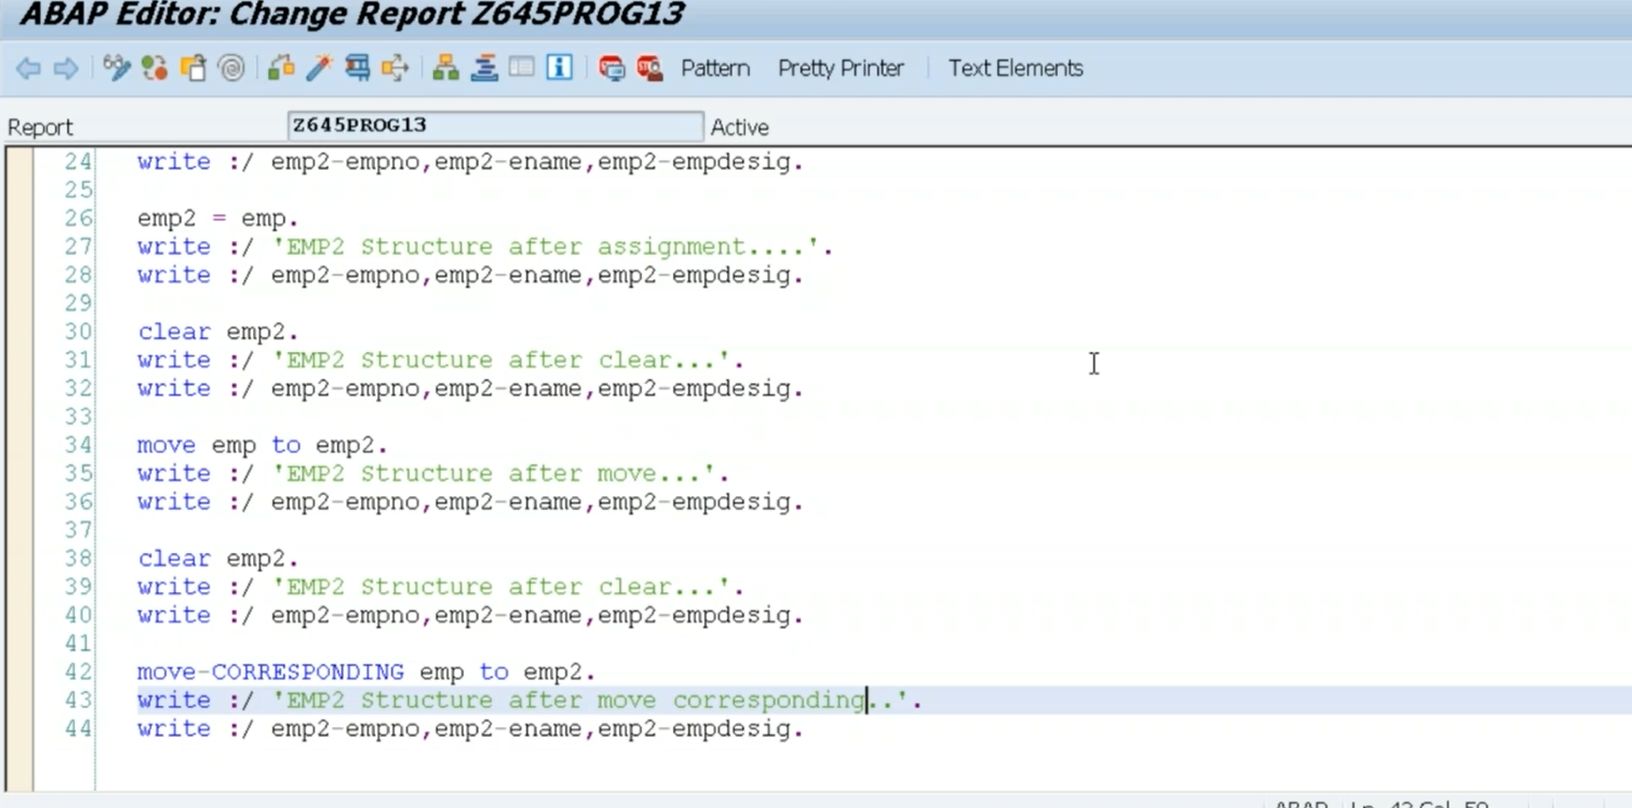 ABAP Editor: Change Report Z645PROG13
Pattern Pretty Printer Text Elements
Report Z645PROG13 Active
24 write :/ emp2-empno,emp2-ename,emp2-empdesig.
25
26 emp2 = emp.
27 write :/ 'EMP2 Structure after assignment....'.
28 write :/ emp2-empno,emp2-ename,emp2-empdesig.
29
30 clear emp2.
31 write :/ 'EMP2 Structure after clear...'.
32 write :/ emp2-empno,emp2-ename,emp2-empdesig.
33
34 move emp to emp2.
35 write :/ 'EMP2 Structure after move...'.
36 write :/ emp2-empno,emp2-ename,emp2-empdesig.
37
38 clear emp2.
39 write :/ 'EMP2 Structure after clear...'.
40 write :/ emp2-empno,emp2-ename,emp2-empdesig.
41
42 move-CORRESPONDING emp to emp2.
43 write :/ 'EMP2 Structure after move corresponding..'.
44 write :/ emp2-empno,emp2-ename,emp2-empdesig.